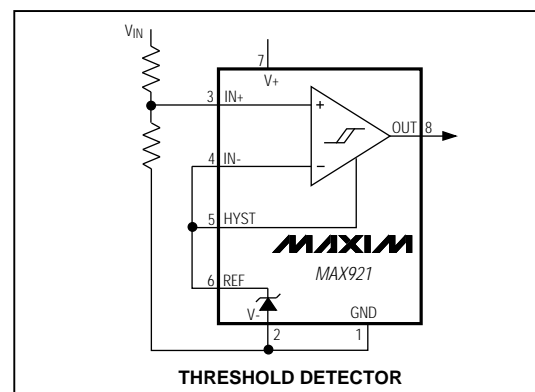 VIN
7
V+
3 IN+
+
OUT 8
4 IN-
−
5 HYST
MAXIM
MAX921
6 REF
V-
GND
2
1
THRESHOLD DETECTOR